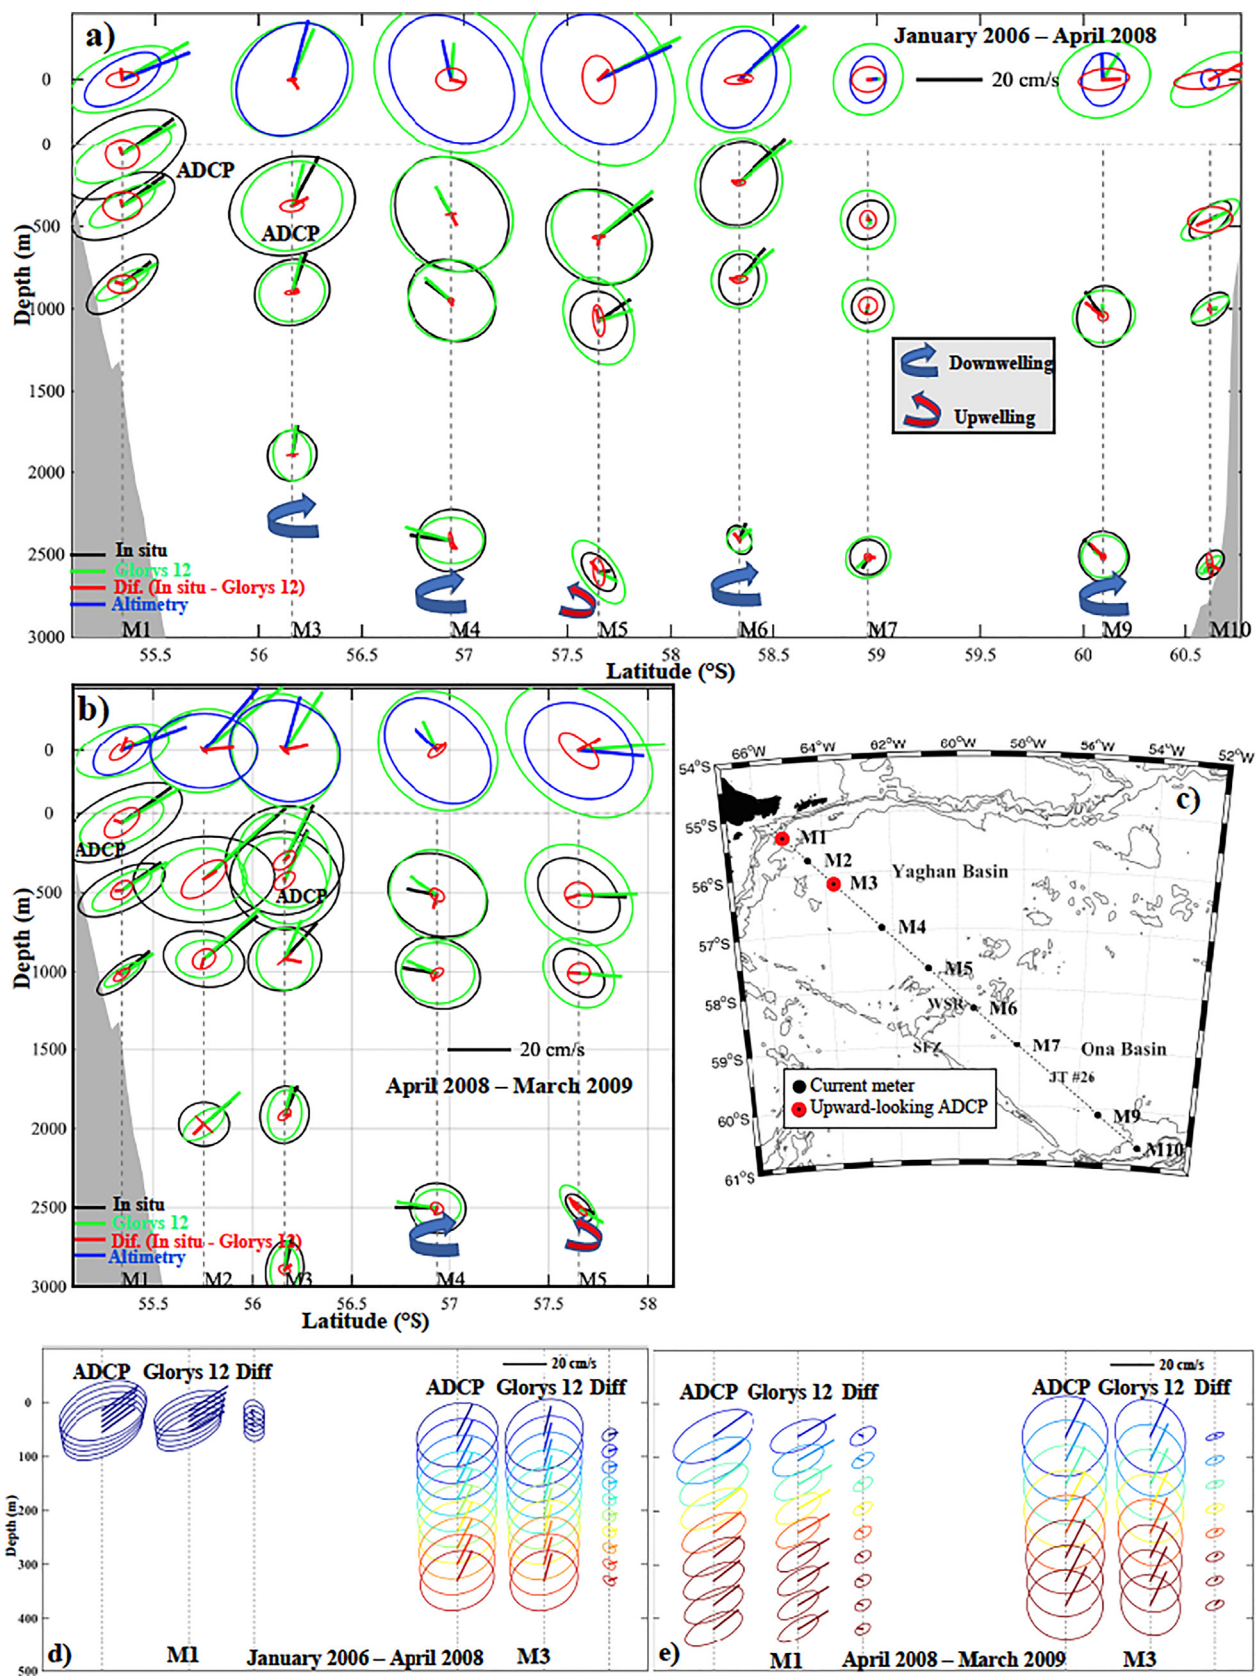 a)
January 2006 – April 2008
20 cm/s
0
0
ADCP
ADCP
500
1000
1500
2000
2500
3000
Depth (m)
Downwelling
Upwelling
In situ
Glorys 12
Dif. (In situ - Glorys 12)
Altimetry
M1
M3
M4
M5
M6
M7
M9
M10
55.5
56
56.5
57
57.5
58
58.5
59
59.5
60
60.5
Latitude (°S)
b)
0
0
ADCP
ADCP
500
1000
1500
2000
2500
3000
Depth (m)
20 cm/s
April 2008 – March 2009
In situ
Glorys 12
Dif. (In situ - Glorys 12)
Altimetry
M1
M2
M3
M4
M5
55.5
56
56.5
57
57.5
58
Latitude (°S)
c)
66°W
64°W
62°W
60°W
58°W
56°W
54°W
52°W
54°S
55°S
56°S
57°S
58°S
59°S
60°S
61°S
M1
M2
M3
M4
M5
M6
M7
M9
M10
Yaghan Basin
WSR
SFZ
Ona Basin
JT #26
Current meter
Upward-looking ADCP
ADCP Glorys 12 Diff
20 cm/s
ADCP Glorys 12 Diff
0
100
200
300
400
500
Depth (m)
d)
M1
January 2006 – April 2008
M3
20 cm/s
ADCP Glorys 12 Diff
ADCP Glorys 12 Diff
e)
M1
April 2008 – March 2009
M3